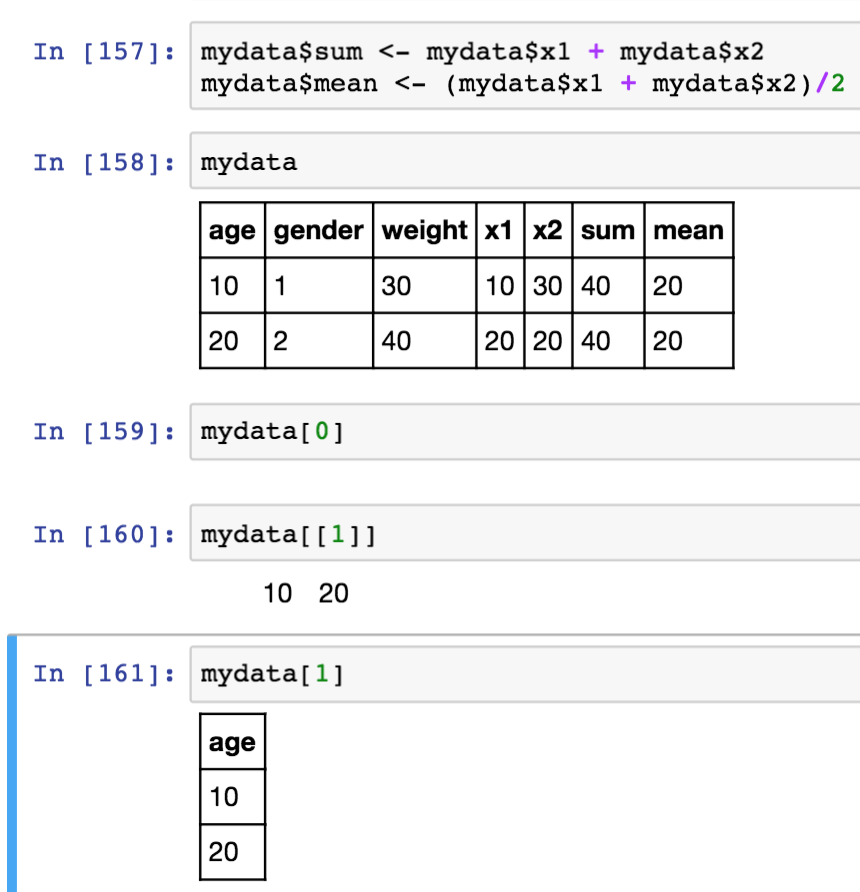 In [157]: mydata$sum <- mydata$x1 + mydata$x2
mydata$mean <- (mydata$x1 + mydata$x2)/2
In [158]: mydata
age gender weight x1 x2 sum mean
10 1 30 10 30 40 20
20 2 40 20 20 40 20
In [159]: mydata[0]
In [160]: mydata[[1]]
10 20
In [161]: mydata[1]
age
10
20